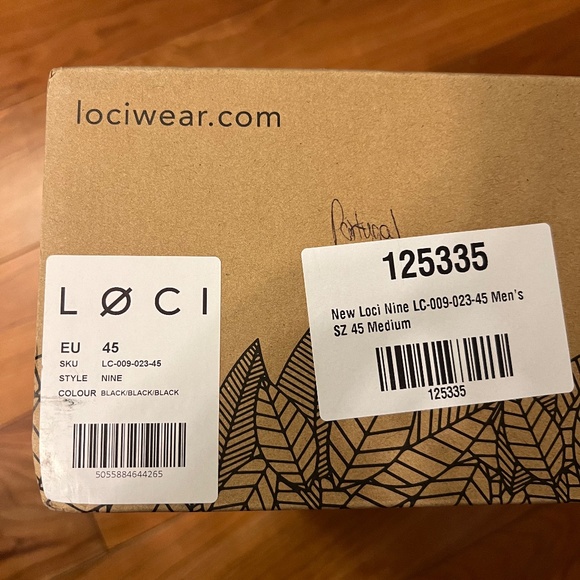 lociwear.com
Portugal
LØCI
EU 45
SKU LC-009-023-45
STYLE NINE
COLOUR BLACK/BLACK/BLACK
5055884644265
125335
New Loci Nine LC-009-023-45 Men's
SZ 45 Medium
125335